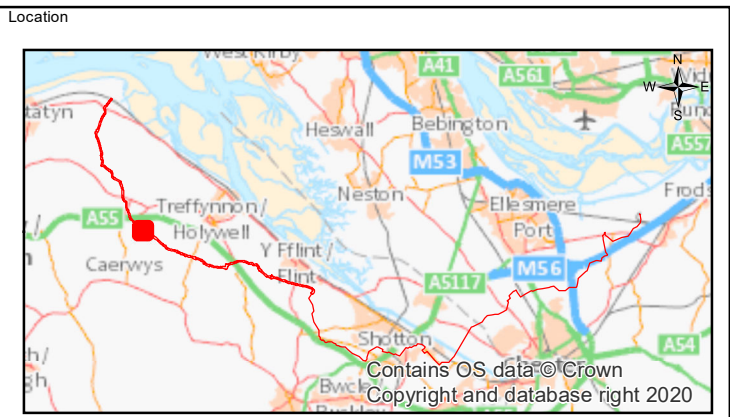 Location
West Kirby
A41
A561
N
W
E
S
Heswall
Bebington
A557
M53
Neston
Treffynnon /
Holywell
A55
Ellesmere
Port
Caerwys
Y Fflint /
Flint
M56
A5117
Shotton
A54
Contains OS data © Crown
Copyright and database right 2020